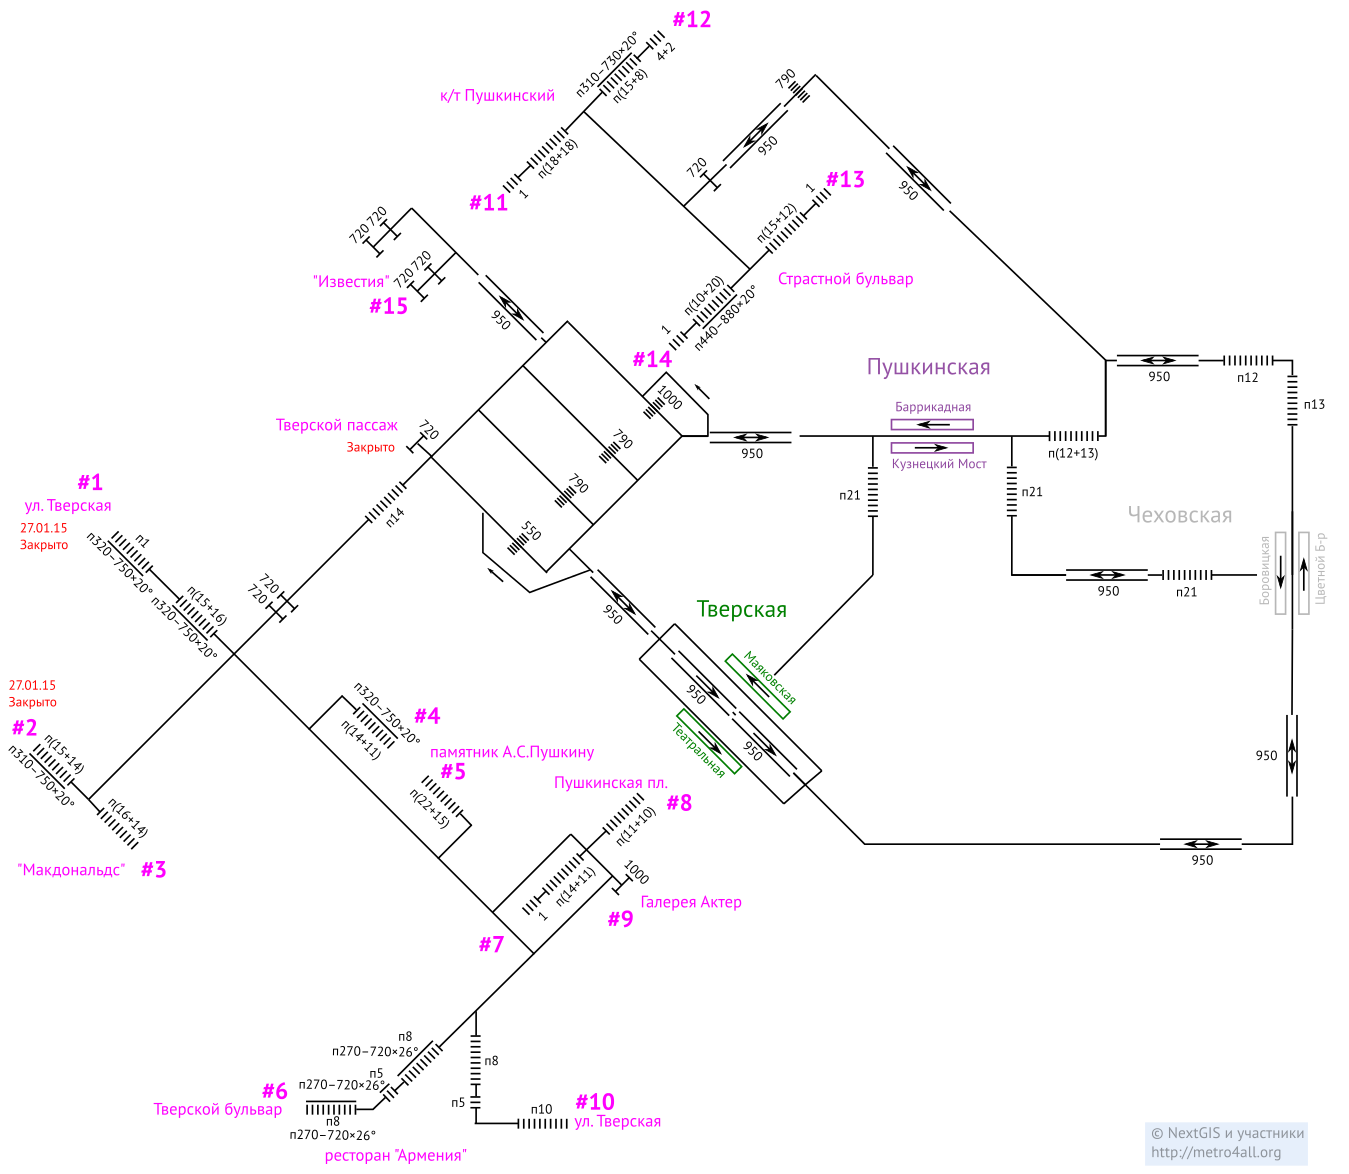 #12
п310–730×20°
4+2
п(15+8)
к/т Пушкинский
790
950
п(18+18)
720
950
#11
1
#13
1
п(15+12)
720 720
720 720
"Известия"
#15
950
Страстной бульвар
п(10+20)
п440–880×20°
1
#14
1000
Пушкинская
Баррикадная
Кузнецкий Мост
950
950
п12
п13
п(12+13)
Тверской пассаж
Закрыто
720
790
790
550
п14
п21
п21
Чеховская
Боровицкая
Цветной Б-р
950
п21
#1
ул. Тверская
27.01.15
Закрыто
п1
п320–750×20°
п(15+16)
п320–750×20°
720
720
950
Тверская
Маяковская
Театральная
950
950
27.01.15
Закрыто
#2
п(15+14)
п310–750×20°
п(16+14)
"Макдональдс"
#3
п320–750×20°
#4
п(14+11)
памятник А.С.Пушкину
#5
п(22+15)
Пушкинская пл.
#8
п(11+10)
950
950
1
п(14+11)
1000
Галерея Актер
#9
#7
п8
п270–720×26°
п5
п270–720×26°
#6
Тверской бульвар
п8
п270–720×26°
ресторан "Армения"
п8
п5
п10
#10
ул. Тверская
© NextGIS и участники
http://metro4all.org